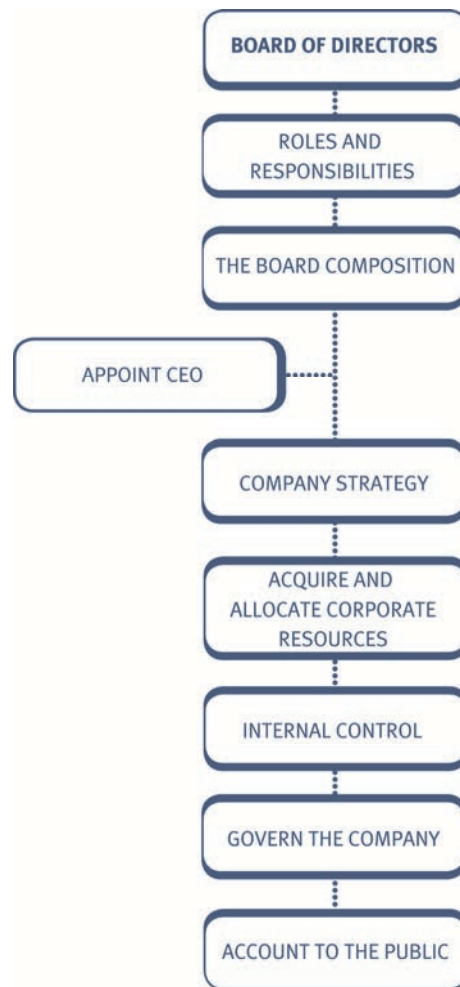 BOARD OF DIRECTORS
ROLES AND
RESPONSIBILITIES
THE BOARD COMPOSITION
APPOINT CEO
COMPANY STRATEGY
ACQUIRE AND
ALLOCATE CORPORATE
RESOURCES
INTERNAL CONTROL
GOVERN THE COMPANY
ACCOUNT TO THE PUBLIC